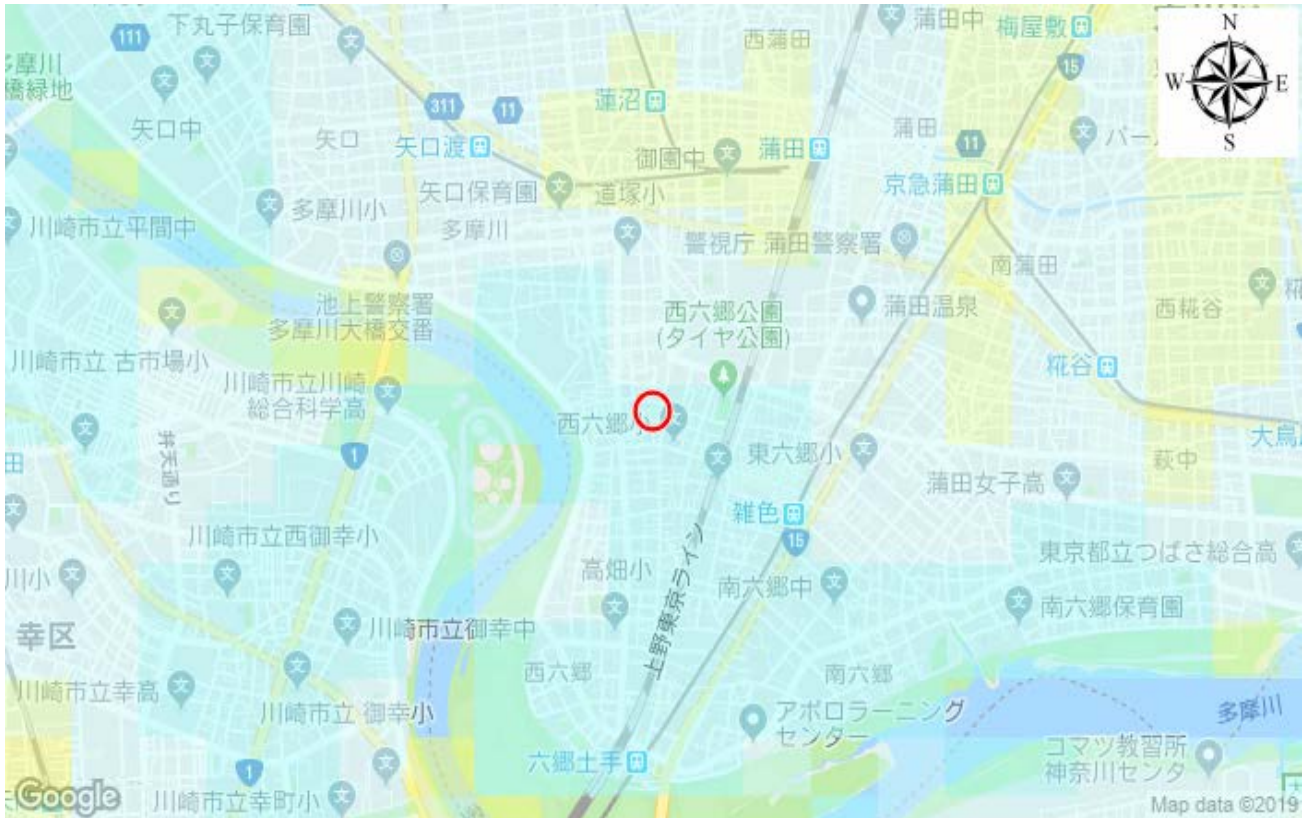 111
下丸子保育園
蒲田中
梅屋敷
西蒲田
15
N
W
E
S
多摩川
橋緑地
矢口中
311
11
蓮沼
矢口
矢口渡
御園中
蒲田
蒲田
11
京急蒲田
矢口保育園
道塚小
多摩川小
多摩川
川崎市立平間中
警視庁 蒲田警察署
南蒲田
池上警察署
多摩川大橋交番
西六郷公園
(タイヤ公園)
蒲田温泉
西糀谷
川崎市立 古市場小
糀谷
川崎市立川崎
総合科学高
西六郷小
東六郷小
大鳥
1
萩中
蒲田女子高
雑色
15
川崎市立西御幸小
東京都立つばさ総合高
川小
高畑小
南六郷中
南六郷保育園
上野東京ライン
幸区
川崎市立御幸中
西六郷
南六郷
川崎市立幸高
川崎市立 御幸小
アポロラーニング
センター
多摩川
六郷土手
コマツ教習所
神奈川センタ
1
Google
川崎市立幸町小
Map data ©2019